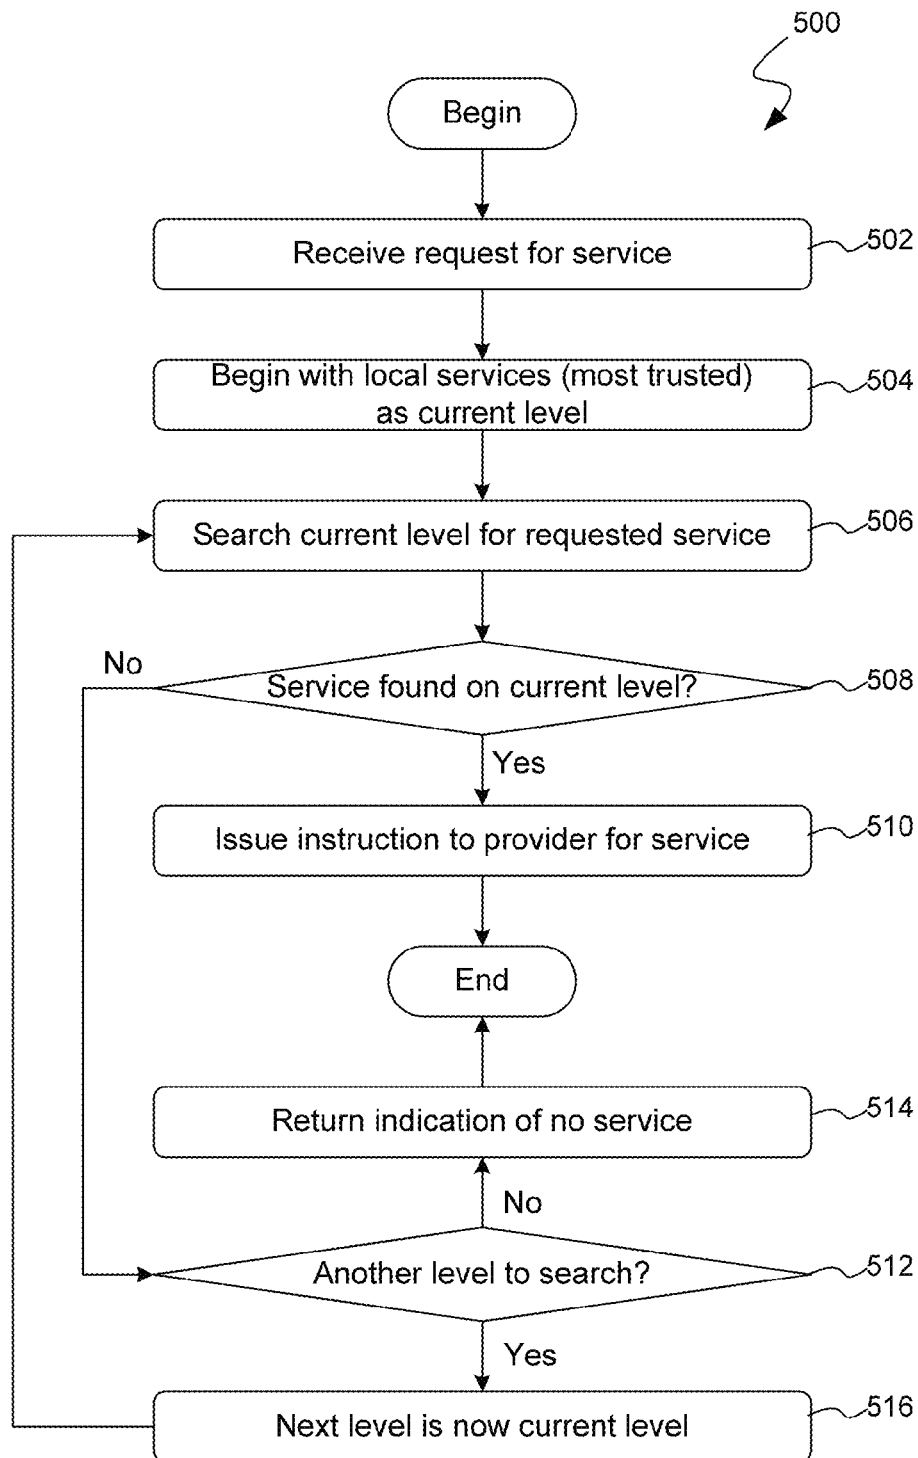 500
Begin
Receive request for service
502
Begin with local services (most trusted)
as current level
504
Search current level for requested service
506
No
Service found on current level?
508
Yes
Issue instruction to provider for service
510
End
Return indication of no service
514
No
Another level to search?
512
Yes
Next level is now current level
516